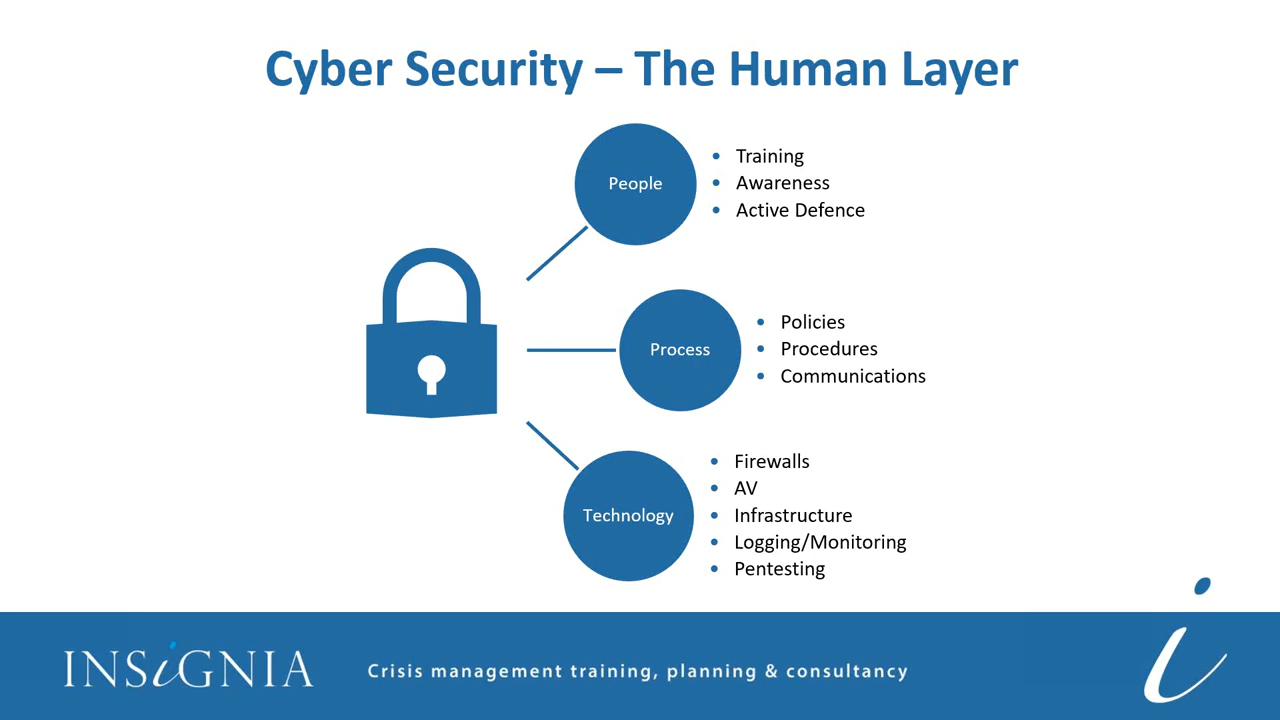 Cyber Security – The Human Layer
People
• Training
• Awareness
• Active Defence
Process
• Policies
• Procedures
• Communications
Technology
• Firewalls
• AV
• Infrastructure
• Logging/Monitoring
• Pentesting
INSiGNIA
Crisis management training, planning & consultancy
i